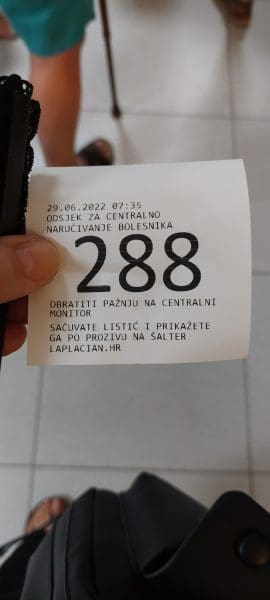 29.06.2022 07:35
ODSJEK ZA CENTRALNO
NARUČIVANJE BOLESNIKA
288
OBRATITI PAŽNJU NA CENTRALNI
MONITOR
SAČUVATE LISTIĆ I PRIKAŽETE
GA PO PROZIVU NA ŠALTER
LAPLACIAN.HR